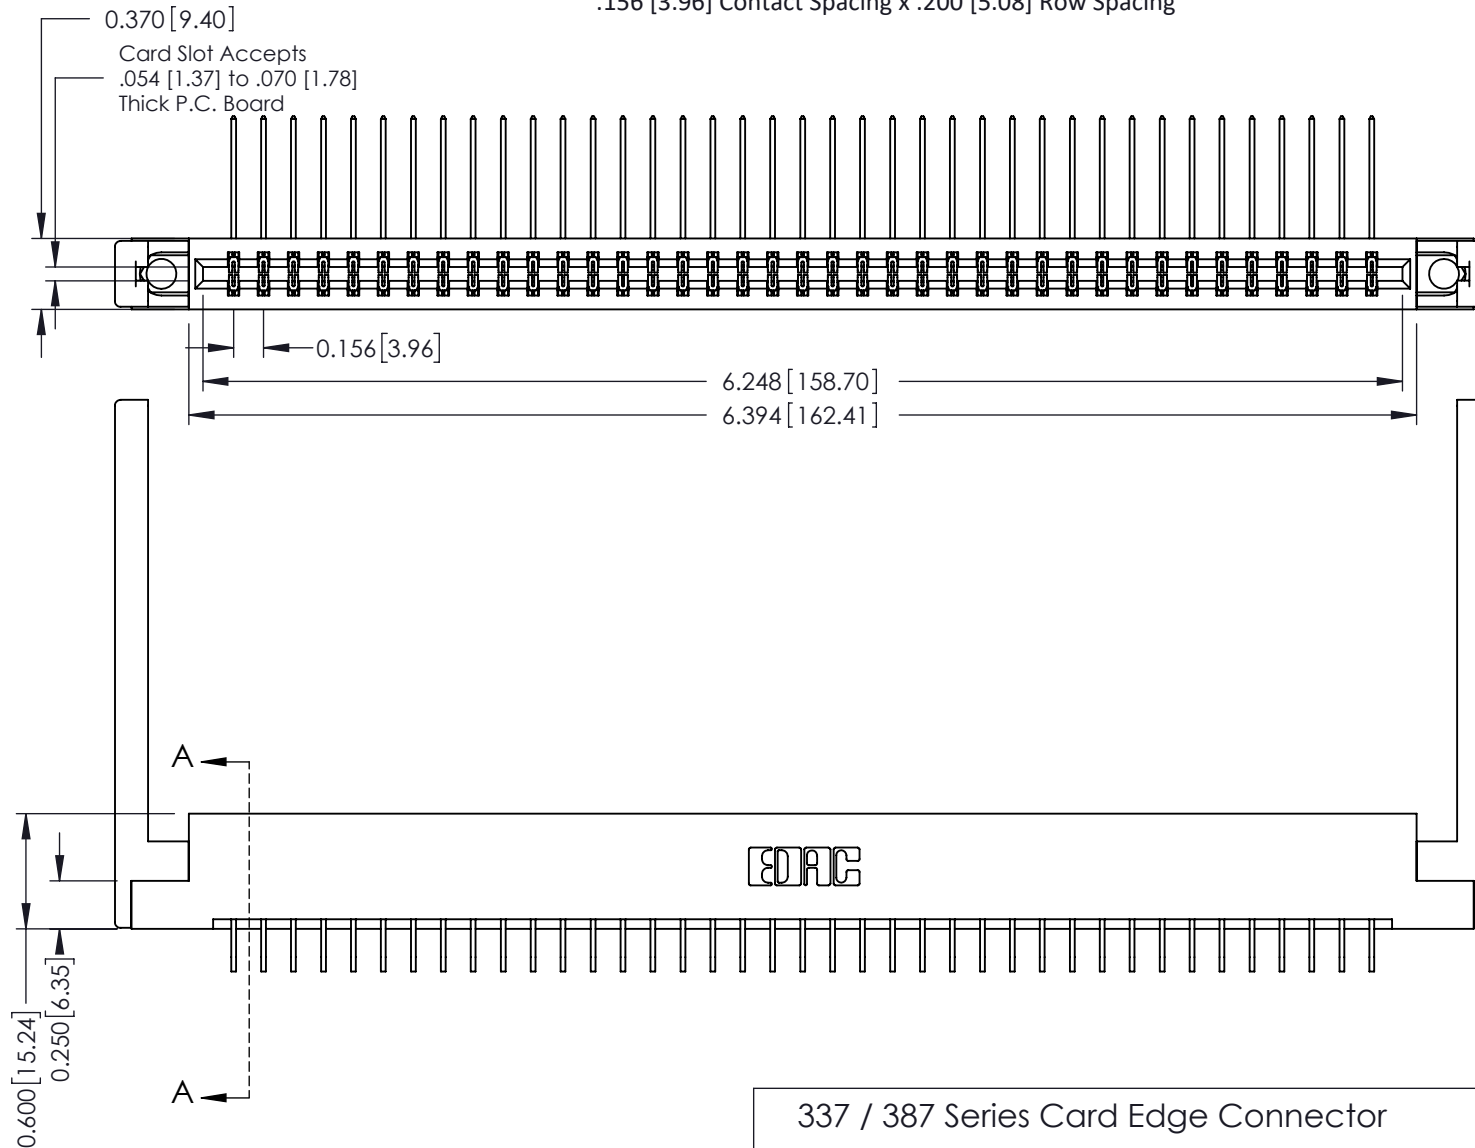 .156 [3.96] Contact Spacing x .200 [5.08] Row Spacing
0.370 [9.40]
Card Slot Accepts
.054 [1.37] to .070 [1.78]
Thick P.C. Board
0.156 [3.96]
6.248 [158.70]
6.394 [162.41]
A
EDAC
0.600 [15.24]
0.250 [6.35]
A
337 / 387 Series Card Edge Connector